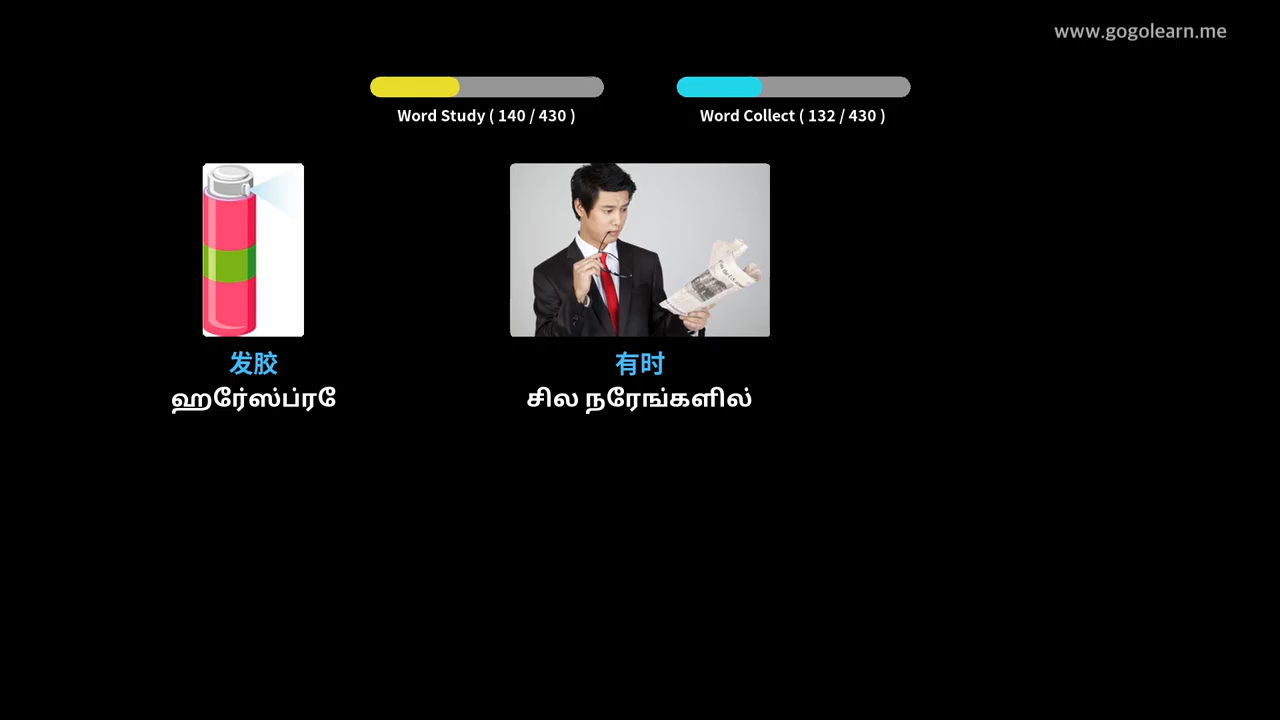 www.gogolearn.me
Word Study ( 140 / 430 )
Word Collect ( 132 / 430 )
发胶
ஹேர்ஸ்ப்ரே
有时
சில நேரங்களில்